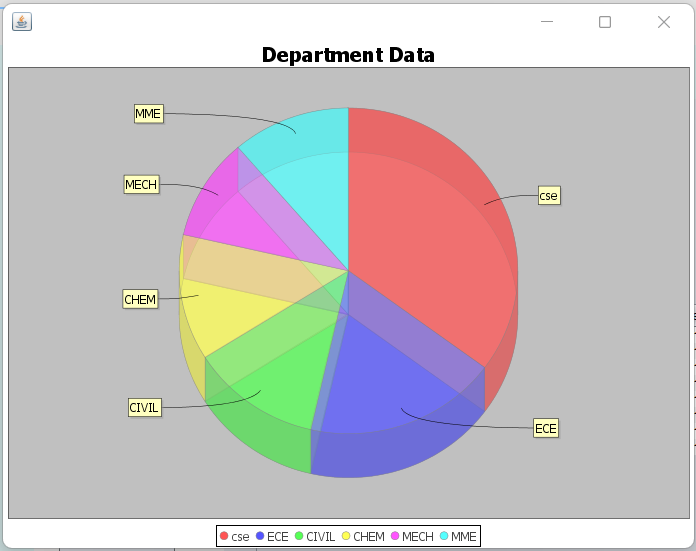 Department Data
MME
MECH
cse
CHEM
CIVIL
ECE
cse ECE CIVIL CHEM MECH MME